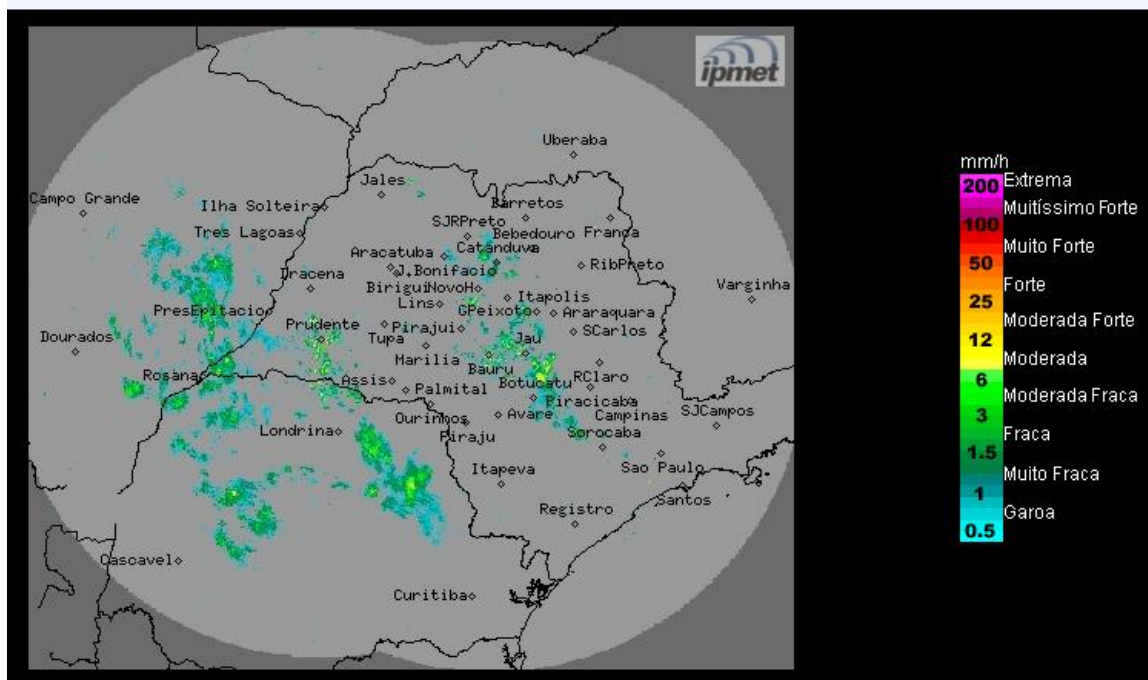 ipmet
Uberaba
Jales
Campo Grande
Ilha Solteira
Barretos
SJRPreto
Tres Lagoas
Bebedouro
Franca
Catanduva
Aracatuba
RibPreto
J.Bonifacio
Dracena
Birigui
NovoH
Varginha
Itapolis
Lins
PresEpitacio
GPeixoto
Araraquara
Prudente
Pirajui
SCarlos
Dourados
Tupa
Jau
Marilia
Bauru
Rosana
Assis
Botucatu
RClaro
Palmital
Piracicaba
Ourinhos
Avare
Campinas
SJCampos
Londrina
Piraju
Sorocaba
Itapeva
Sao Paulo
Santos
Registro
Cascavel
Curitiba
mm/h
200
Extrema
Muitíssimo Forte
100
Muito Forte
50
Forte
25
Moderada Forte
12
Moderada
6
Moderada Fraca
3
Fraca
1.5
Muito Fraca
1
Garoa
0.5